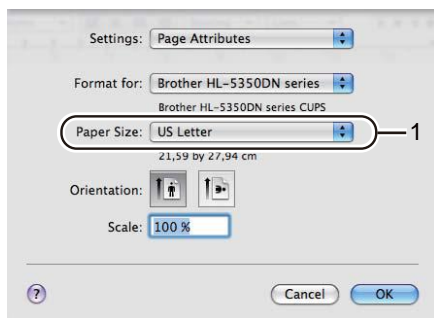 Settings: Page Attributes
Format for: Brother HL-5350DN series
Brother HL-5350DN series CUPS
Paper Size: US Letter 1
21,59 by 27,94 cm
Orientation:
Scale: 100 %
? Cancel OK